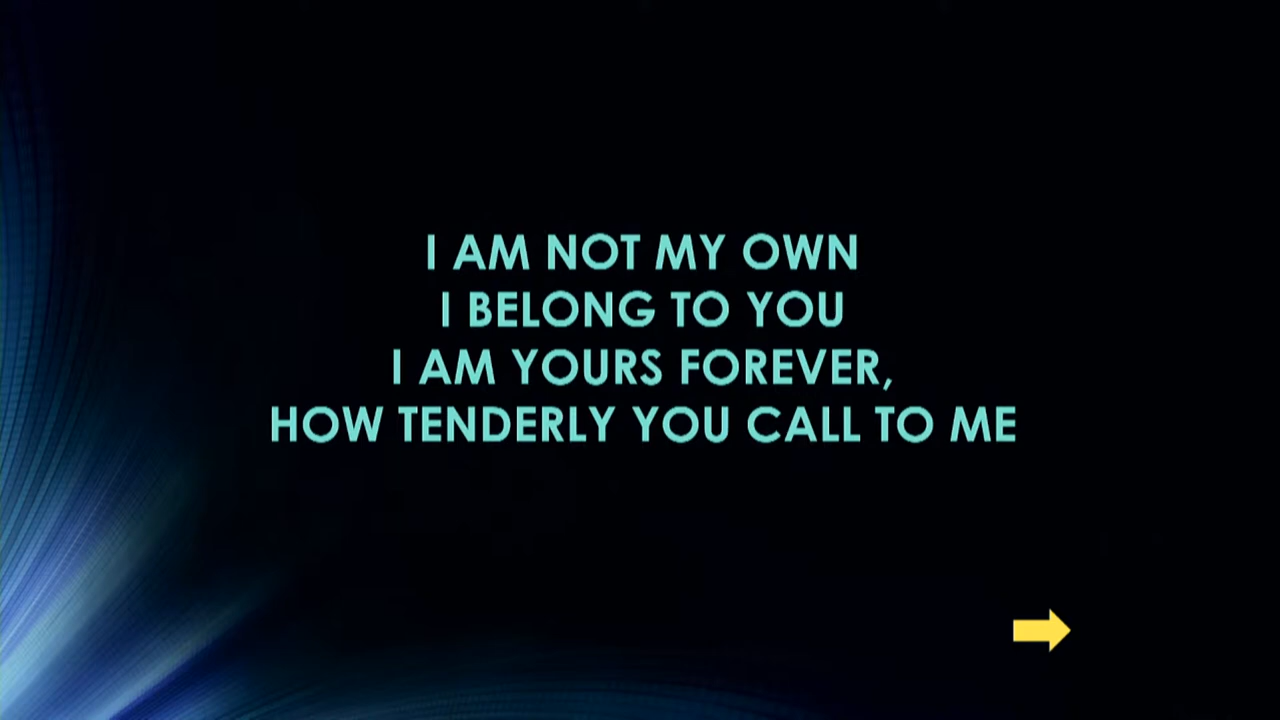 I AM NOT MY OWN
I BELONG TO YOU
I AM YOURS FOREVER,
HOW TENDERLY YOU CALL TO ME